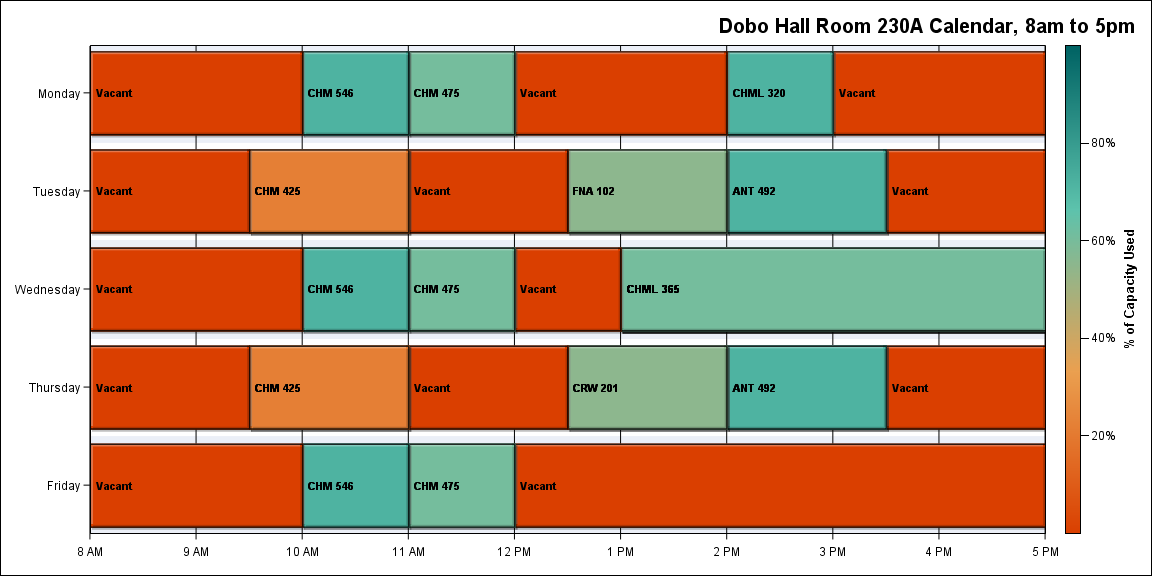 Dobo Hall Room 230A Calendar, 8am to 5pm
Monday
Vacant
CHM 546
CHM 475
Vacant
CHML 320
Vacant
Tuesday
Vacant
CHM 425
Vacant
FNA 102
ANT 492
Vacant
Wednesday
Vacant
CHM 546
CHM 475
Vacant
CHML 365
Thursday
Vacant
CHM 425
Vacant
CRW 201
ANT 492
Vacant
Friday
Vacant
CHM 546
CHM 475
Vacant
8 AM
9 AM
10 AM
11 AM
12 PM
1 PM
2 PM
3 PM
4 PM
5 PM
80%
60%
40%
20%
% of Capacity Used